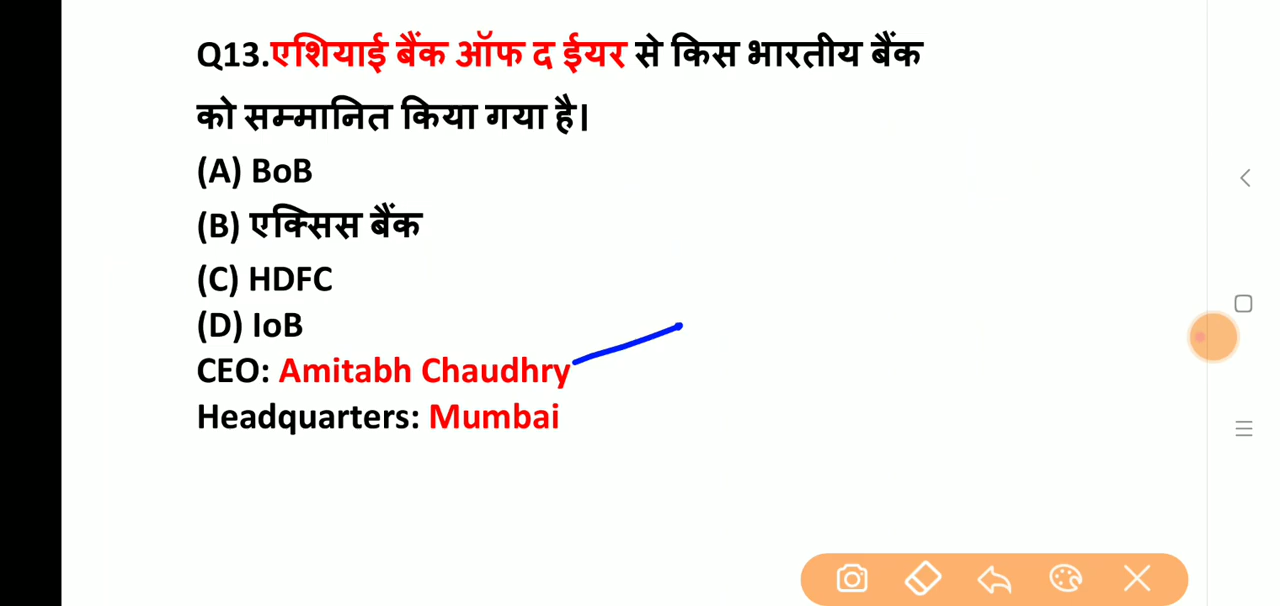 Q13.एशियाई बैंक ऑफ द ईयर से किस भारतीय बैंक
को सम्मानित किया गया है।
(A) BoB
(B) एक्सिस बैंक
(C) HDFC
(D) IoB
CEO: Amitabh Chaudhry
Headquarters: Mumbai